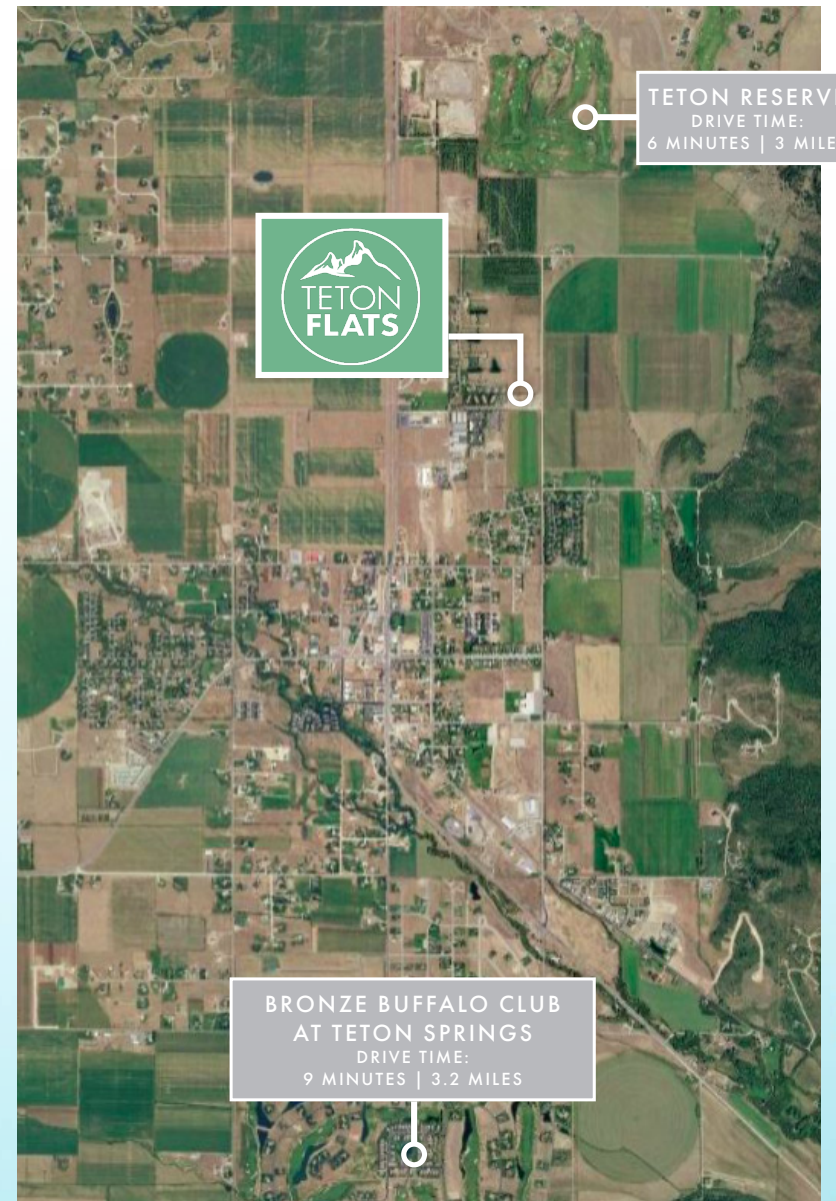 TETON RESERV
DRIVE TIME:
6 MINUTES | 3 MILE
TETON
FLATS
BRONZE BUFFALO CLUB
AT TETON SPRINGS
DRIVE TIME:
9 MINUTES | 3.2 MILES